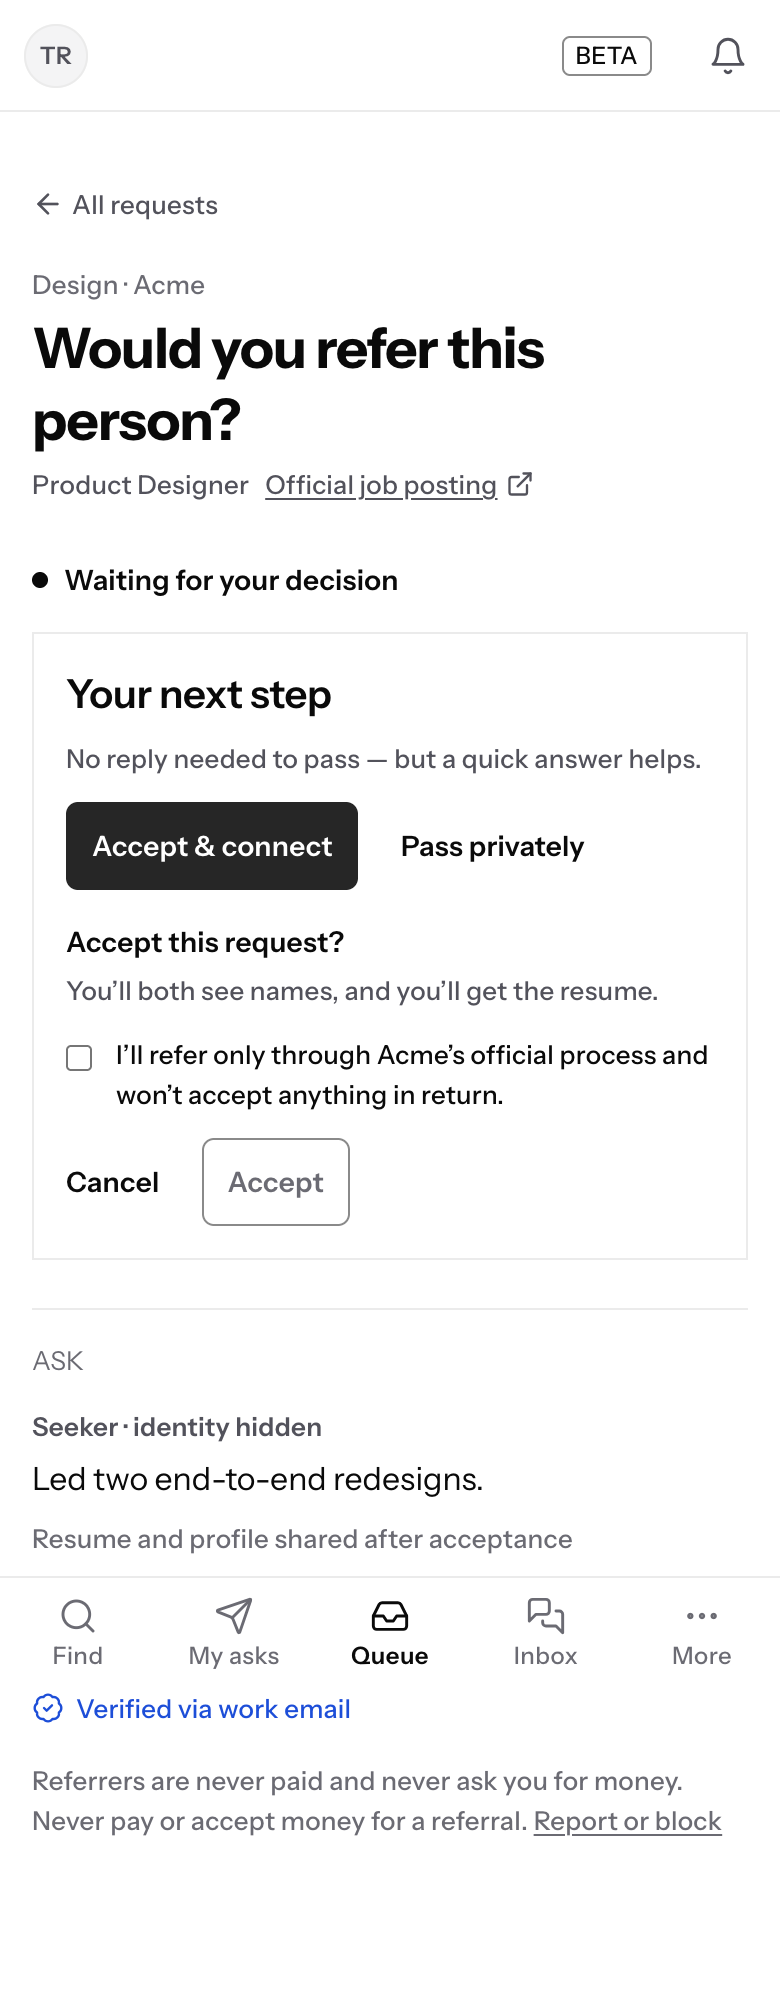 TR
BETA
All requests
Design · Acme
Would you refer this
person?
Product Designer Official job posting
Waiting for your decision
Your next step
No reply needed to pass — but a quick answer helps.
Accept & connect
Pass privately
Accept this request?
You’ll both see names, and you’ll get the resume.
I’ll refer only through Acme’s official process and
won’t accept anything in return.
Cancel
Accept
ASK
Seeker · identity hidden
Led two end-to-end redesigns.
Resume and profile shared after acceptance
Find
My asks
Queue
Inbox
More
Verified via work email
Referrers are never paid and never ask you for money.
Never pay or accept money for a referral. Report or block